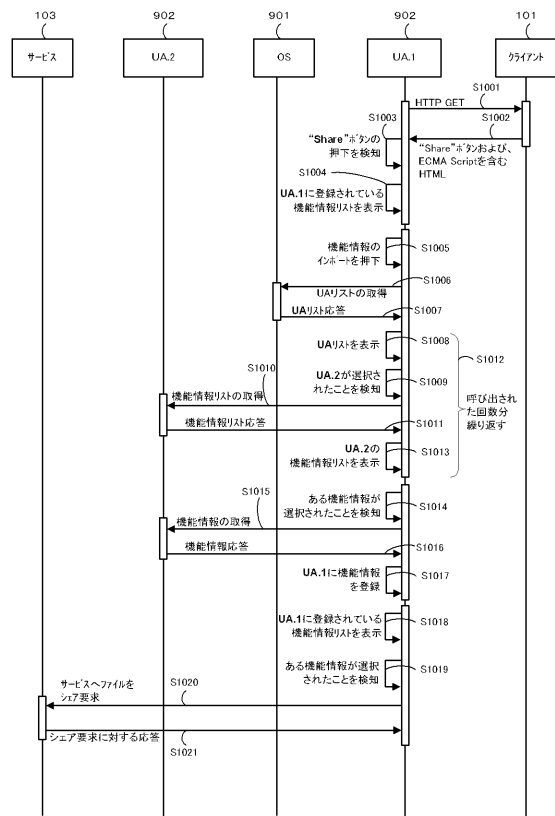 103
902
901
902
101
サービス
UA.2
OS
UA.1
クライアント
S1001
HTTP GET
S1003
S1002
“Share”ボタンの
押下を検知
“Share”ボタンおよび、
ECMA Scriptを含む
HTML
S1004
UA.1に登録されている
機能情報リストを表示
機能情報の
インポートを押下
S1005
S1006
UAリストの取得
UAリスト応答
S1007
UAリストを表示
S1008
S1012
S1010
UA.2が選択さ
れたことを検知
S1009
機能情報リストの取得
呼び出され
た回数分
繰り返す
機能情報リスト応答
S1011
UA.2の
機能情報リストを表示
S1013
S1015
ある機能情報が
選択されたことを検知
S1014
機能情報の取得
機能情報応答
S1016
UA.1に機能情報
を登録
S1017
UA.1に登録されている
機能情報リストを表示
S1018
ある機能情報が選択
されたことを検知
S1019
サービスへファイルを
シェア要求
S1020
シェア要求に対する応答
S1021